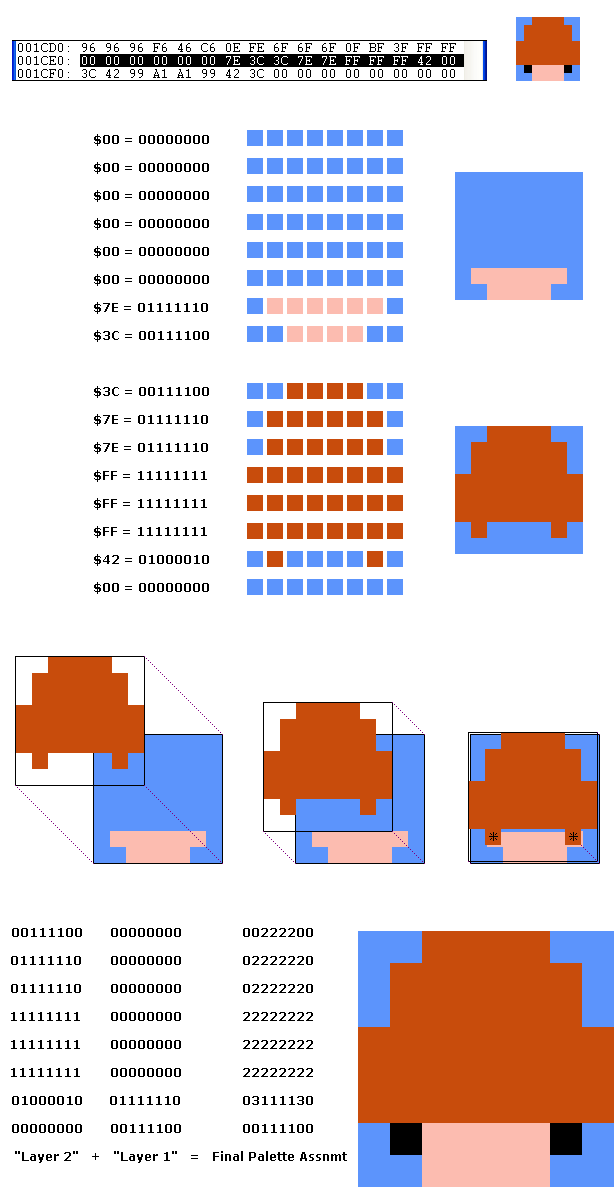 001CD0: 96 96 96 F6 46 C6 0E FE 6F 6F 6F 0F BF 3F FF FF
001CE0: 00 00 00 00 00 00 7E 3C 3C 7E 7E FF FF FF 42 00
001CF0: 3C 42 99 A1 A1 99 42 3C 00 00 00 00 00 00 00 00
$00 = 00000000
$00 = 00000000
$00 = 00000000
$00 = 00000000
$00 = 00000000
$00 = 00000000
$7E = 01111110
$3C = 00111100
$3C = 00111100
$7E = 01111110
$7E = 01111110
$FF = 11111111
$FF = 11111111
$FF = 11111111
$42 = 01000010
$00 = 00000000
* *
00111100 00000000 00222200
01111110 00000000 02222220
01111110 00000000 02222220
11111111 00000000 22222222
11111111 00000000 22222222
11111111 00000000 22222222
01000010 01111110 03111130
00000000 00111100 00111100
"Layer 2" + "Layer 1" = Final Palette Assnmt